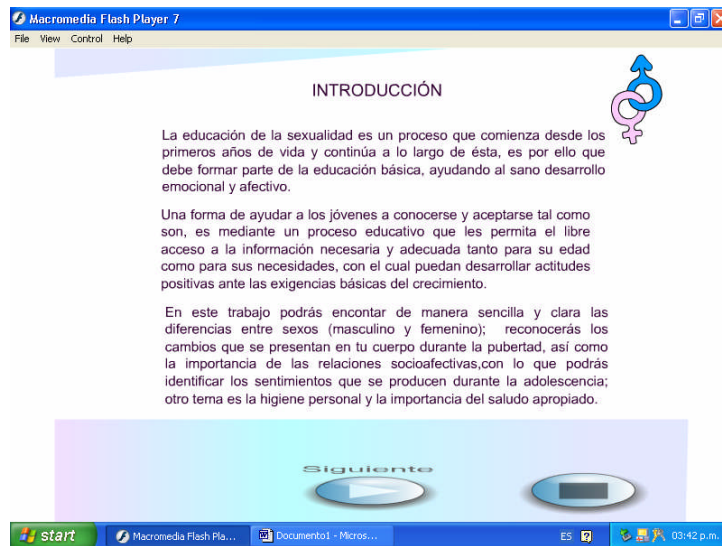 Macromedia Flash Player 7
File View Control Help
INTRODUCCIÓN
La educación de la sexualidad es un proceso que comienza desde los
primeros años de vida y continúa a lo largo de ésta, es por ello que
debe formar parte de la educación básica, ayudando al sano desarrollo
emocional y afectivo.
Una forma de ayudar a los jóvenes a conocerse y aceptarse tal como
son, es mediante un proceso educativo que les permita el libre
acceso a la información necesaria y adecuada tanto para su edad
como para sus necesidades, con el cual puedan desarrollar actitudes
positivas ante las exigencias básicas del crecimiento.
En este trabajo podrás encontar de manera sencilla y clara las
diferencias entre sexos (masculino y femenino); reconocerás los
cambios que se presentan en tu cuerpo durante la pubertad, así como
la importancia de las relaciones socioafectivas,con lo que podrás
identificar los sentimientos que se producen durante la adolescencia;
otro tema es la higiene personal y la importancia del saludo apropiado.
Siguiente
start Macromedia Flash Pla... Documento1 - Micros... ES 03:42 p.m.